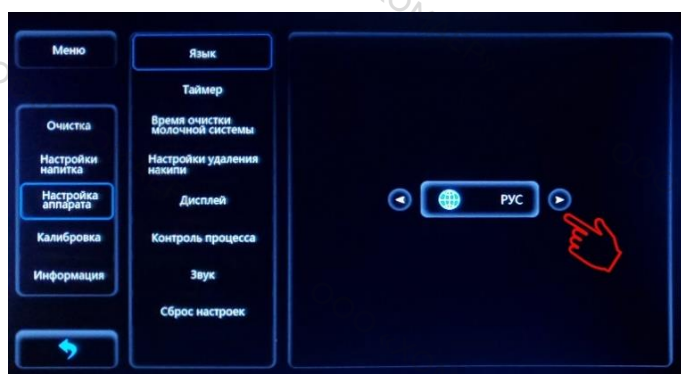 Меню
Очистка
Настройки
напитка
Настройка
аппарата
Калибровка
Информация
Язык
Таймер
Время очистки
молочной системы
Настройки удаления
накипи
Дисплей
Контроль процесса
Звук
Сброс настроек
РУС